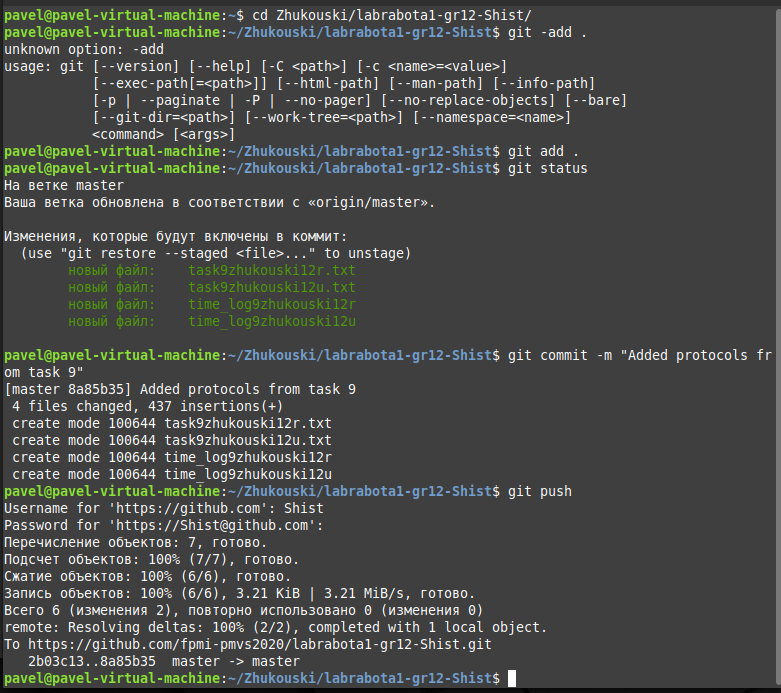 pavel@pavel-virtual-machine:~$ cd Zhukouski/labrabota1-gr12-Shist/
pavel@pavel-virtual-machine:~/Zhukouski/labrabota1-gr12-Shist$ git -add .
unknown option: -add
usage: git [--version] [--help] [-C <path>] [-c <name>=<value>]
           [--exec-path[=<path>]] [--html-path] [--man-path] [--info-path]
           [-p | --paginate | -P | --no-pager] [--no-replace-objects] [--bare]
           [--git-dir=<path>] [--work-tree=<path>] [--namespace=<name>]
           <command> [<args>]
pavel@pavel-virtual-machine:~/Zhukouski/labrabota1-gr12-Shist$ git add .
pavel@pavel-virtual-machine:~/Zhukouski/labrabota1-gr12-Shist$ git status
На ветке master
Ваша ветка обновлена в соответствии с «origin/master».

Изменения, которые будут включены в коммит:
  (use "git restore --staged <file>..." to unstage)
        новый файл:    task9zhukouski12r.txt
        новый файл:    task9zhukouski12u.txt
        новый файл:    time_log9zhukouski12r
        новый файл:    time_log9zhukouski12u

pavel@pavel-virtual-machine:~/Zhukouski/labrabota1-gr12-Shist$ git commit -m "Added protocols fr
om task 9"
[master 8a85b35] Added protocols from task 9
 4 files changed, 437 insertions(+)
 create mode 100644 task9zhukouski12r.txt
 create mode 100644 task9zhukouski12u.txt
 create mode 100644 time_log9zhukouski12r
 create mode 100644 time_log9zhukouski12u
pavel@pavel-virtual-machine:~/Zhukouski/labrabota1-gr12-Shist$ git push
Username for 'https://github.com': Shist
Password for 'https://Shist@github.com':
Перечисление объектов: 7, готово.
Подсчет объектов: 100% (7/7), готово.
Сжатие объектов: 100% (6/6), готово.
Запись объектов: 100% (6/6), 3.21 KiB | 3.21 MiB/s, готово.
Всего 6 (изменения 2), повторно использовано 0 (изменения 0)
remote: Resolving deltas: 100% (2/2), completed with 1 local object.
To https://github.com/fpmi-pmvs2020/labrabota1-gr12-Shist.git
   2b03c13..8a85b35  master -> master
pavel@pavel-virtual-machine:~/Zhukouski/labrabota1-gr12-Shist$